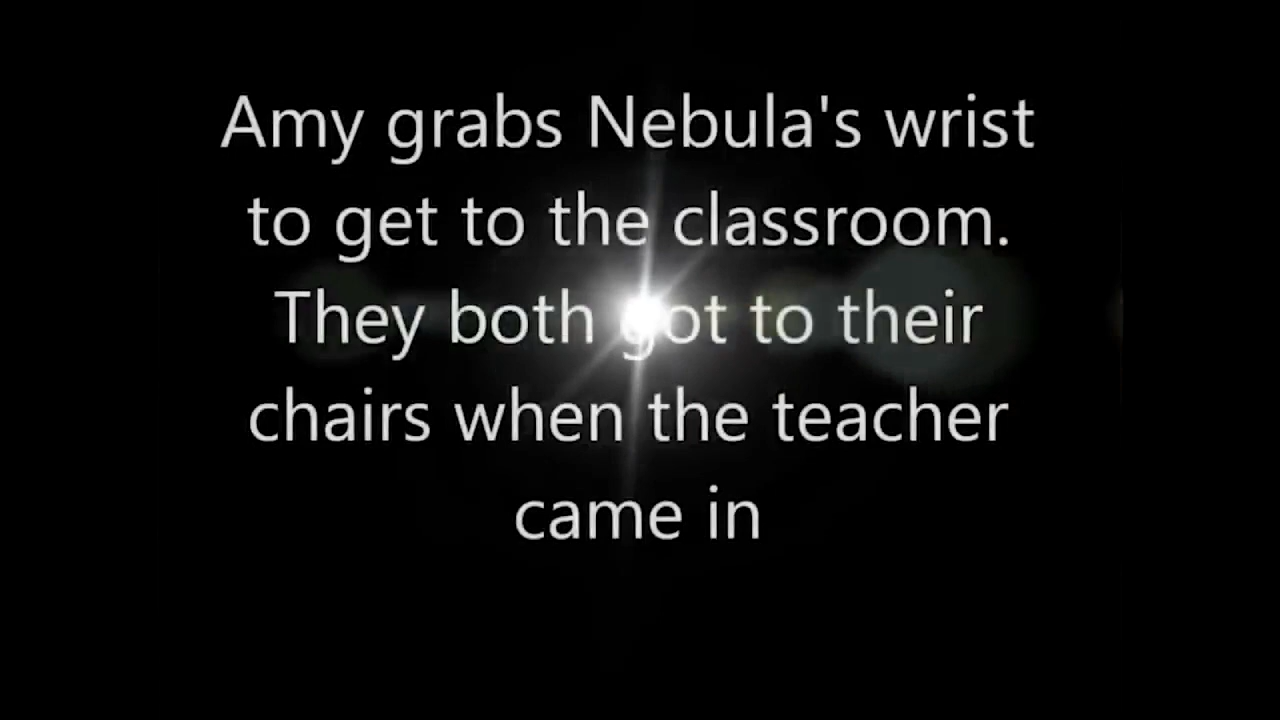 Amy grabs Nebula's wrist
to get to the classroom.
They both got to their
chairs when the teacher
came in